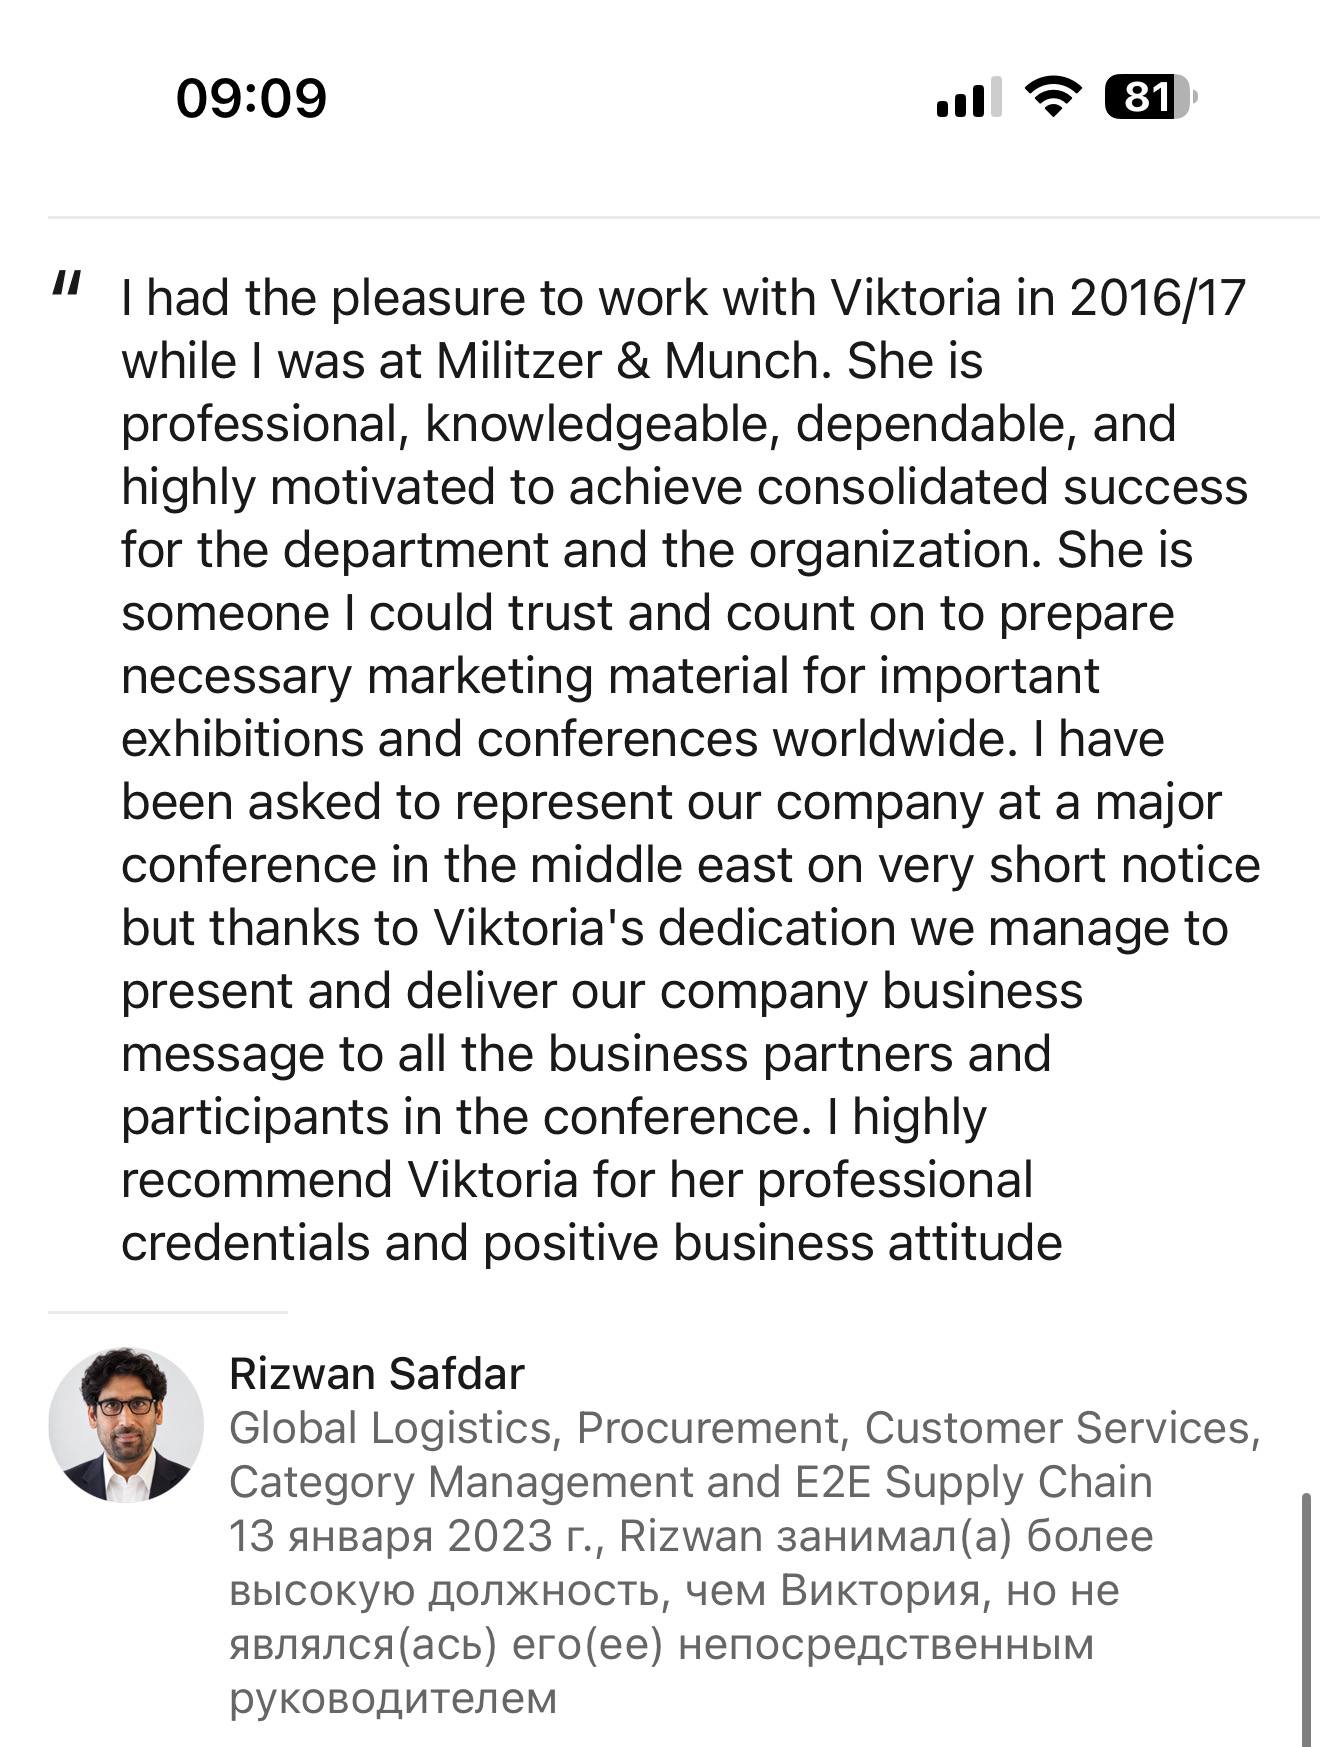 09:09
81
" I had the pleasure to work with Viktoria in 2016/17
while I was at Militzer & Munch. She is
professional, knowledgeable, dependable, and
highly motivated to achieve consolidated success
for the department and the organization. She is
someone I could trust and count on to prepare
necessary marketing material for important
exhibitions and conferences worldwide. I have
been asked to represent our company at a major
conference in the middle east on very short notice
but thanks to Viktoria's dedication we manage to
present and deliver our company business
message to all the business partners and
participants in the conference. I highly
recommend Viktoria for her professional
credentials and positive business attitude
Rizwan Safdar
Global Logistics, Procurement, Customer Services,
Category Management and E2E Supply Chain
13 января 2023 г., Rizwan занимал(а) более
высокую должность, чем Виктория, но не
являлся(ась) его(ее) непосредственным
руководителем